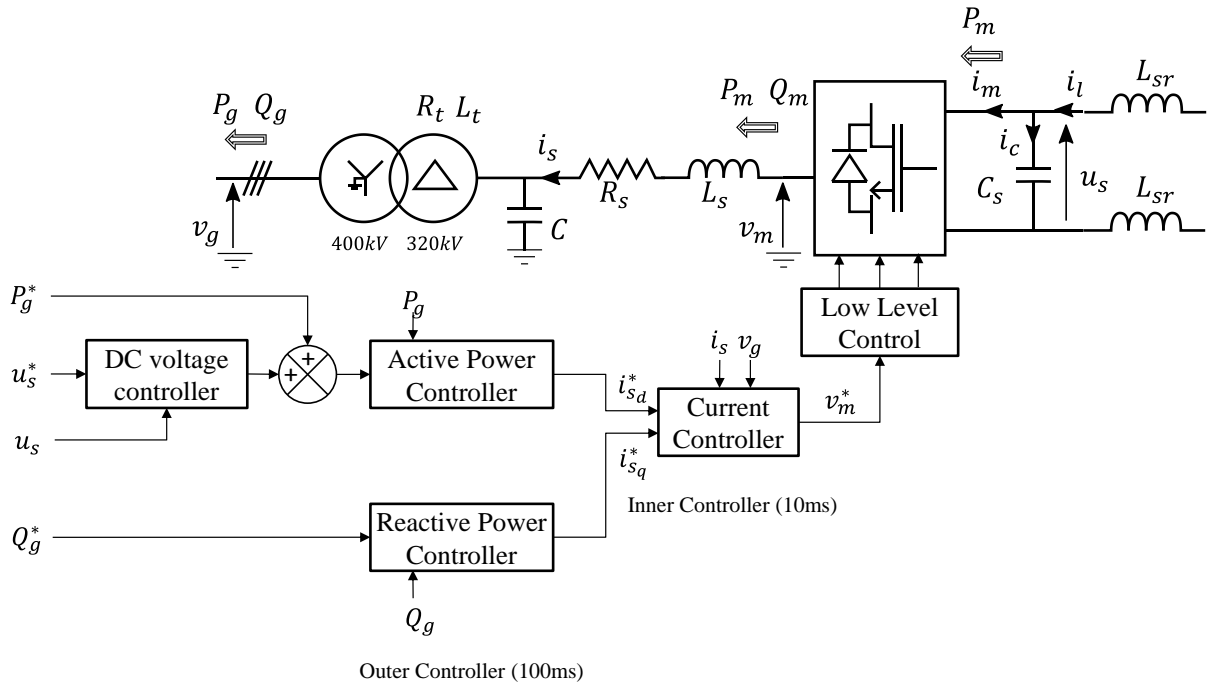 P_m
P_g Q_g
R_t L_t
i_s
P_m Q_m
i_m
i_l
L_sr
R_s
L_s
i_c
C_s
u_s
v_g
400kV
320kV
C
v_m
L_sr
P_g^*
P_g
Low Level
Control
DC voltage
controller
+
+
Active Power
Controller
u_s^*
i_{s_d}^*
i_s v_g
Current
Controller
v_m^*
u_s
i_{s_q}^*
Inner Controller (10ms)
Q_g^*
Reactive Power
Controller
Q_g
Outer Controller (100ms)